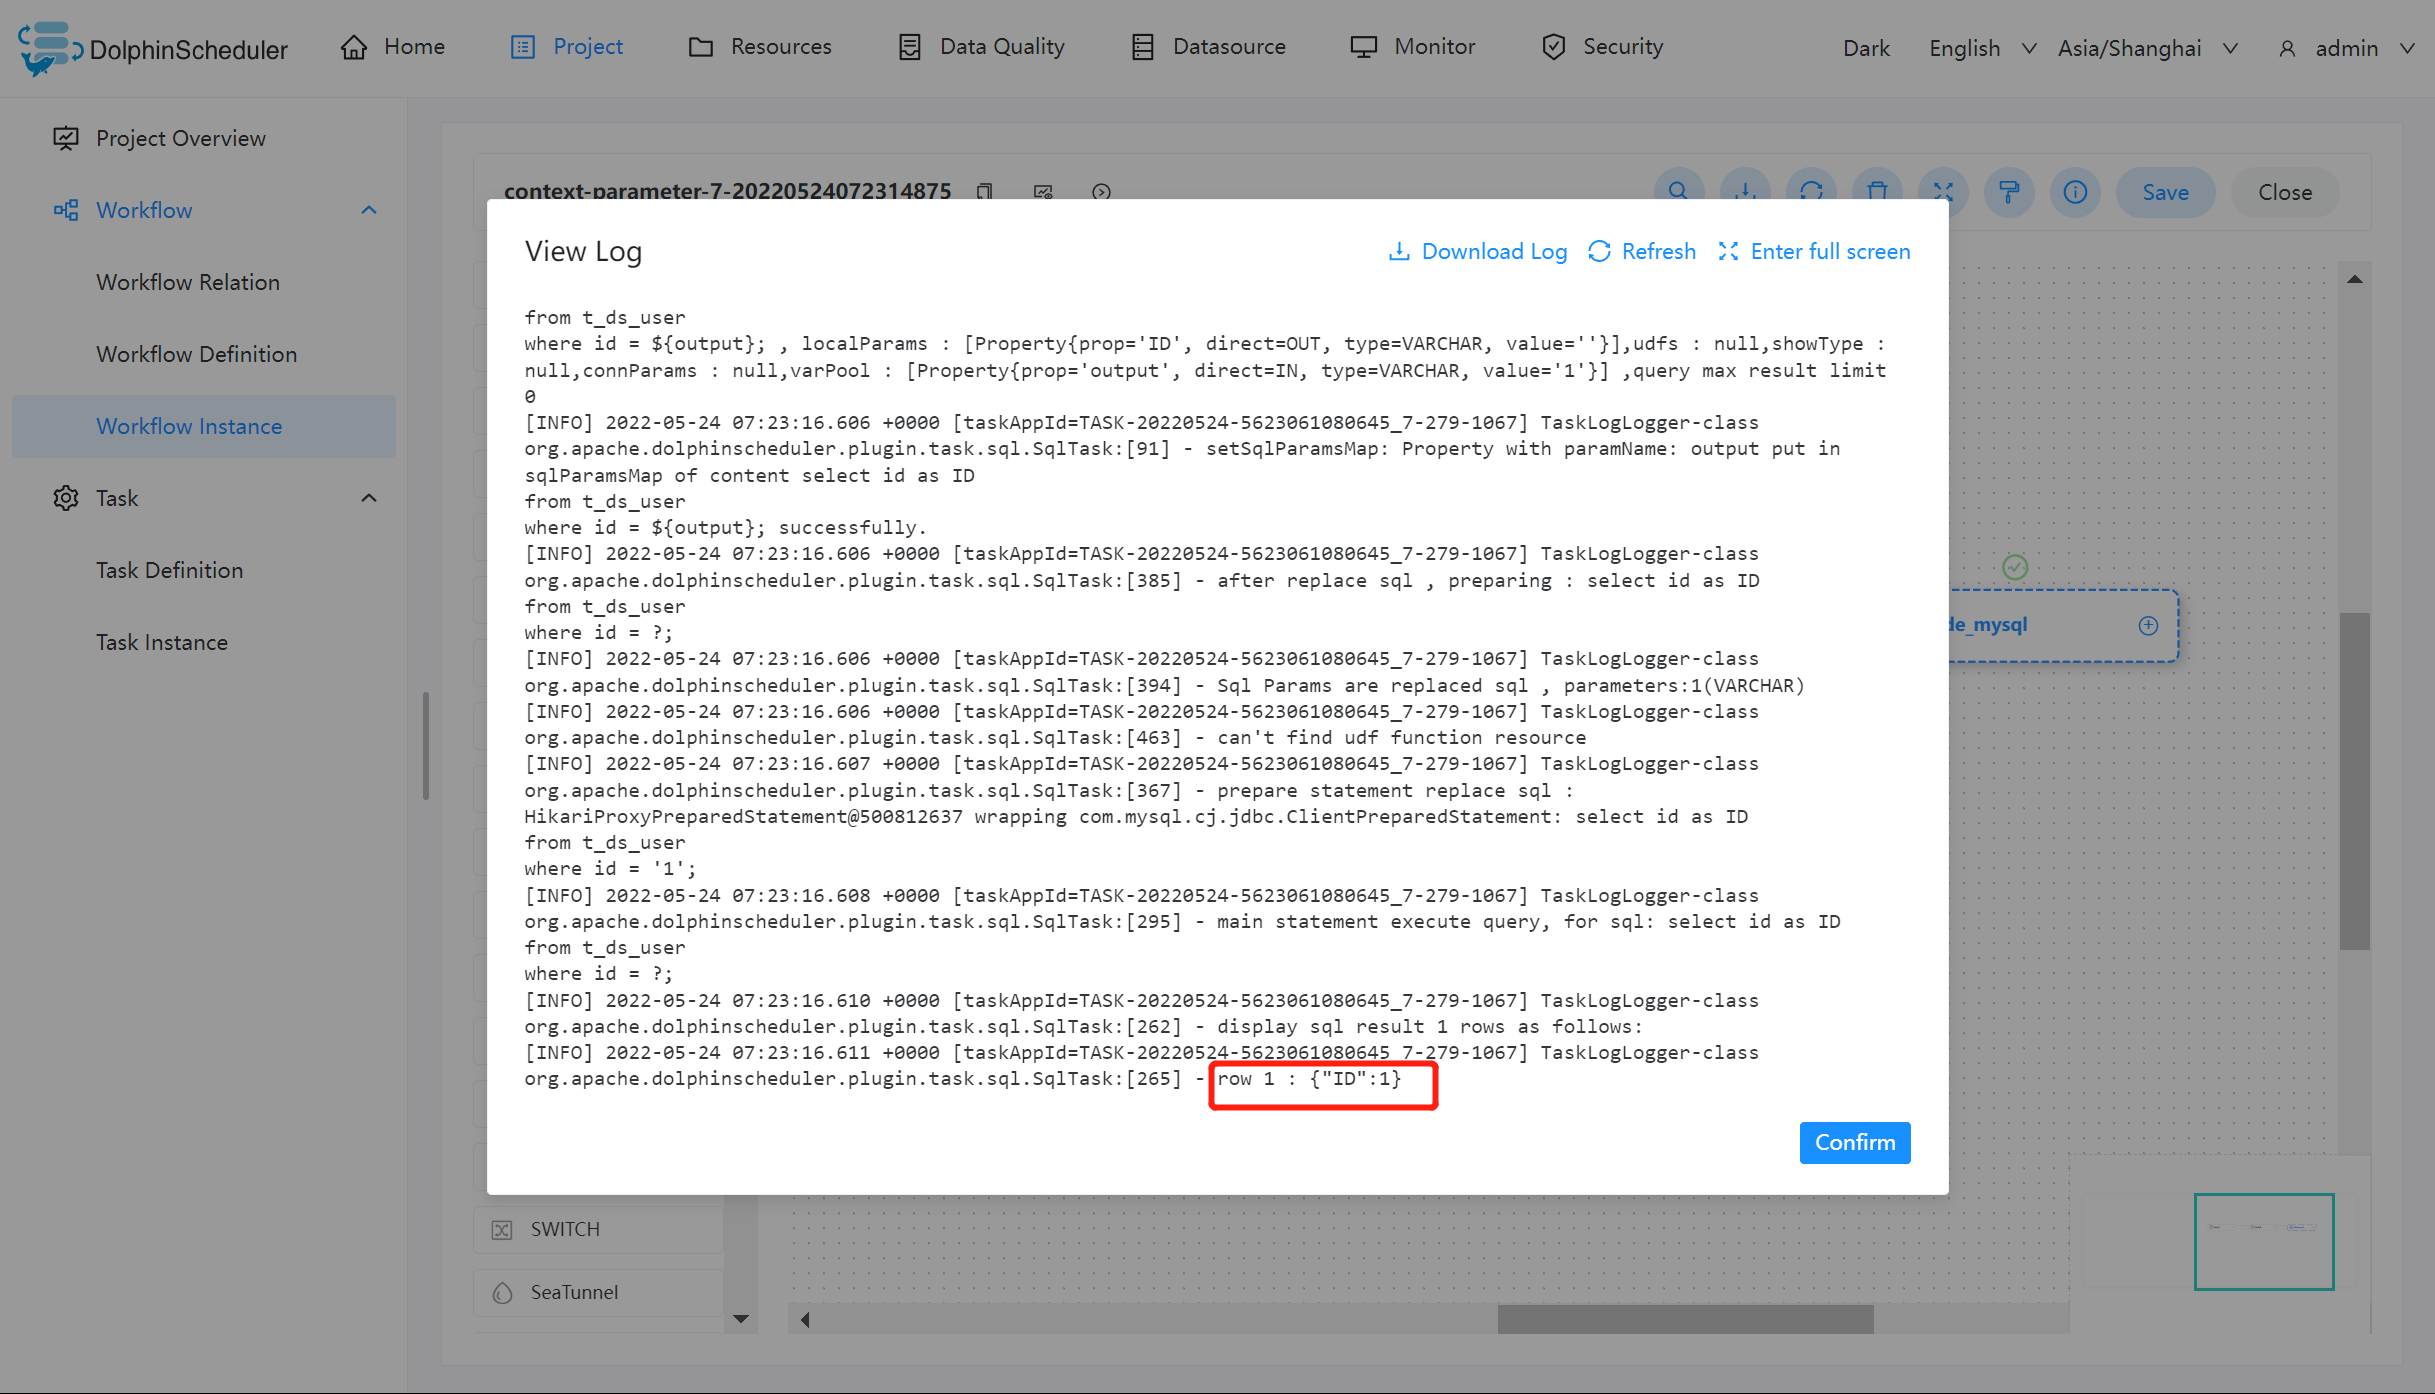 DolphinScheduler
Home
Project
Resources
Data Quality
Datasource
Monitor
Security
Dark
English
Asia/Shanghai
admin
Project Overview
Workflow
Workflow Relation
Workflow Definition
Workflow Instance
Task
Task Definition
Task Instance
context-parameter-7-20220524072314875
Save
Close
View Log
Download Log
Refresh
Enter full screen
from t_ds_user
where id = ${output}; , localParams : [Property{prop='ID', direct=OUT, type=VARCHAR, value=''}],udfs : null,showType :
null,connParams : null,varPool : [Property{prop='output', direct=IN, type=VARCHAR, value='1'}] ,query max result limit
0
[INFO] 2022-05-24 07:23:16.606 +0000 [taskAppId=TASK-20220524-5623061080645_7-279-1067] TaskLogLogger-class
org.apache.dolphinscheduler.plugin.task.sql.SqlTask:[91] - setSqlParamsMap: Property with paramName: output put in
sqlParamsMap of content select id as ID
from t_ds_user
where id = ${output}; successfully.
[INFO] 2022-05-24 07:23:16.606 +0000 [taskAppId=TASK-20220524-5623061080645_7-279-1067] TaskLogLogger-class
org.apache.dolphinscheduler.plugin.task.sql.SqlTask:[385] - after replace sql , preparing : select id as ID
from t_ds_user
where id = ?;
[INFO] 2022-05-24 07:23:16.606 +0000 [taskAppId=TASK-20220524-5623061080645_7-279-1067] TaskLogLogger-class
org.apache.dolphinscheduler.plugin.task.sql.SqlTask:[394] - Sql Params are replaced sql , parameters:1(VARCHAR)
[INFO] 2022-05-24 07:23:16.606 +0000 [taskAppId=TASK-20220524-5623061080645_7-279-1067] TaskLogLogger-class
org.apache.dolphinscheduler.plugin.task.sql.SqlTask:[463] - can't find udf function resource
[INFO] 2022-05-24 07:23:16.607 +0000 [taskAppId=TASK-20220524-5623061080645_7-279-1067] TaskLogLogger-class
org.apache.dolphinscheduler.plugin.task.sql.SqlTask:[367] - prepare statement replace sql :
HikariProxyPreparedStatement@500812637 wrapping com.mysql.cj.jdbc.ClientPreparedStatement: select id as ID
from t_ds_user
where id = '1';
[INFO] 2022-05-24 07:23:16.608 +0000 [taskAppId=TASK-20220524-5623061080645_7-279-1067] TaskLogLogger-class
org.apache.dolphinscheduler.plugin.task.sql.SqlTask:[295] - main statement execute query, for sql: select id as ID
from t_ds_user
where id = ?;
[INFO] 2022-05-24 07:23:16.610 +0000 [taskAppId=TASK-20220524-5623061080645_7-279-1067] TaskLogLogger-class
org.apache.dolphinscheduler.plugin.task.sql.SqlTask:[262] - display sql result 1 rows as follows:
[INFO] 2022-05-24 07:23:16.611 +0000 [taskAppId=TASK-20220524-5623061080645_7-279-1067] TaskLogLogger-class
org.apache.dolphinscheduler.plugin.task.sql.SqlTask:[265] - row 1 : {"ID":1}
Confirm
de_mysql
SWITCH
SeaTunnel